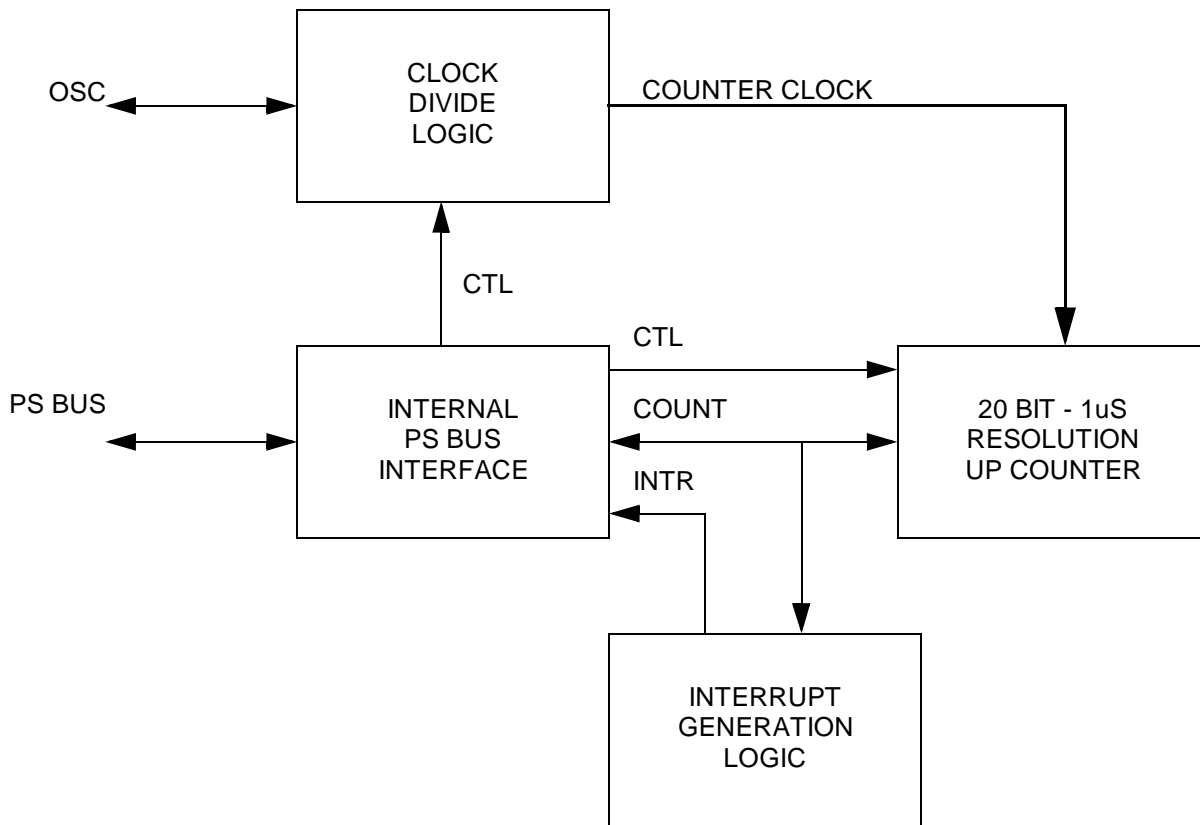 OSC
CLOCK
DIVIDE
LOGIC
COUNTER CLOCK
CTL
PS BUS
INTERNAL
PS BUS
INTERFACE
CTL
COUNT
INTR
20 BIT - 1uS
RESOLUTION
UP COUNTER
INTERRUPT
GENERATION
LOGIC